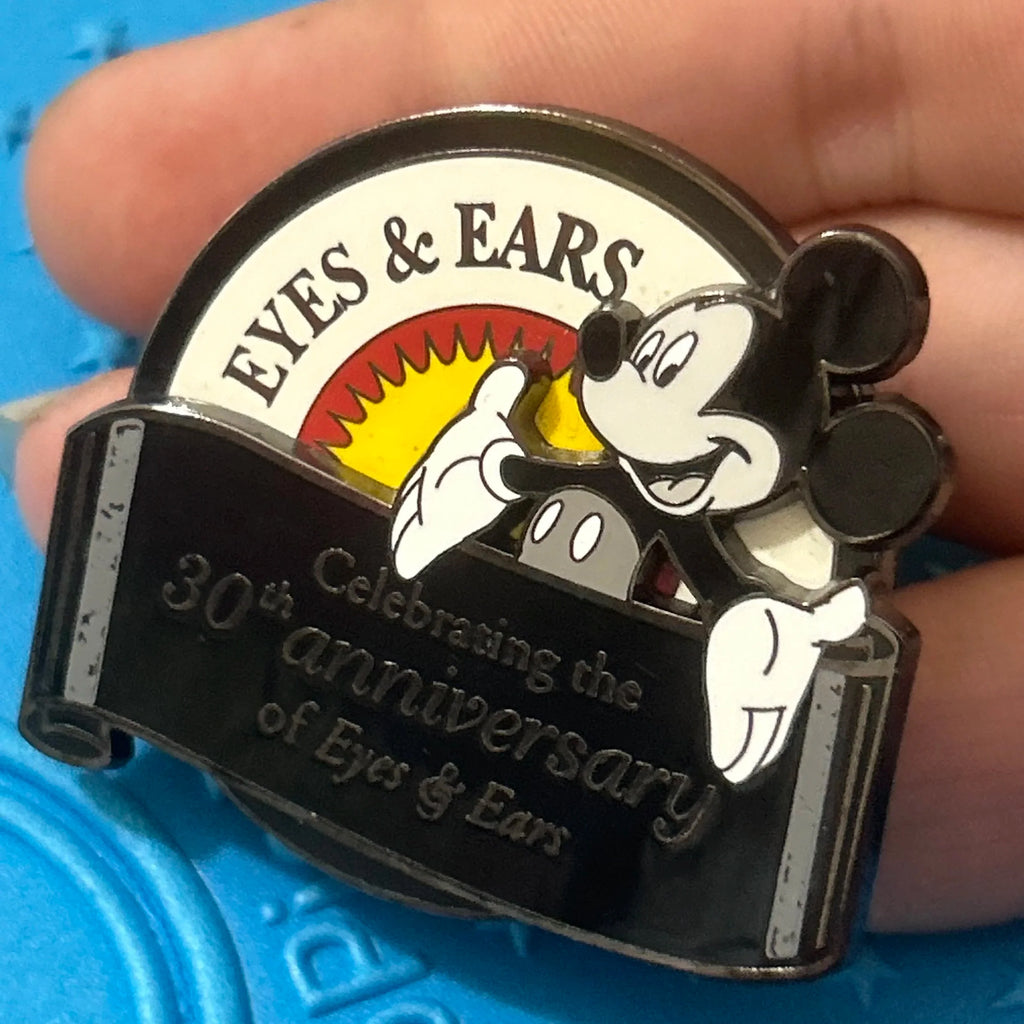 EYES & EARS
Celebrating the
30th anniversary
of Eyes & Ears